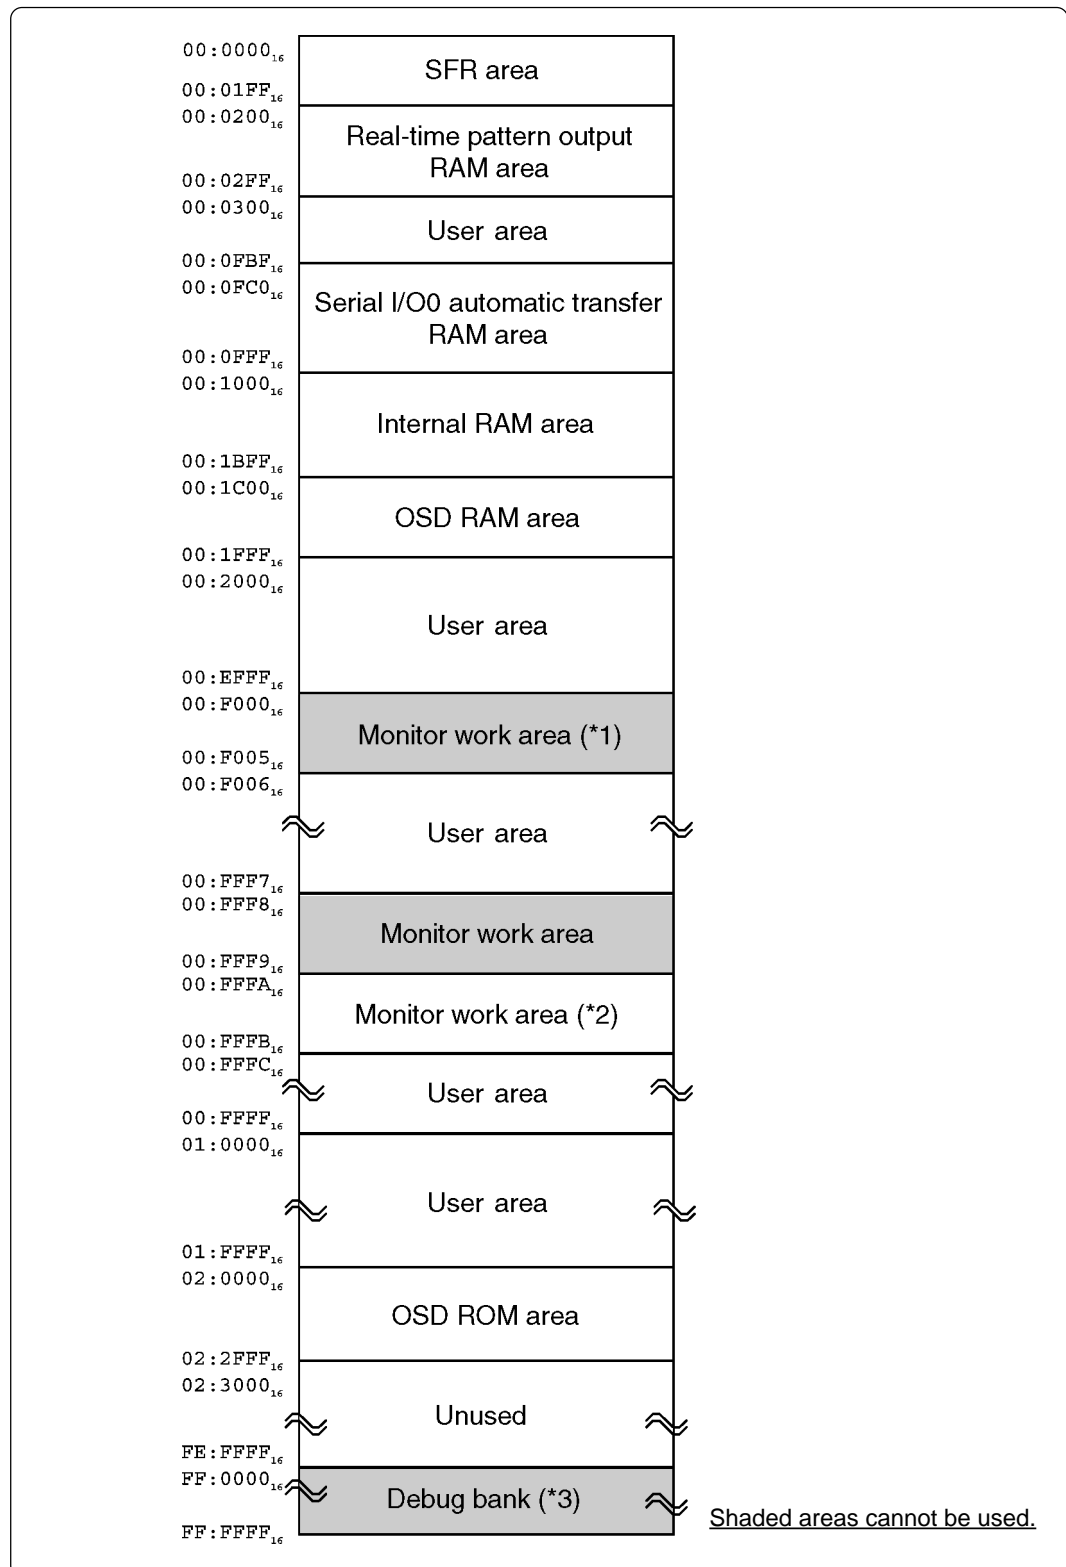 00:0000₁₆
SFR area
00:01FF₁₆
00:0200₁₆
Real-time pattern output
RAM area
00:02FF₁₆
00:0300₁₆
User area
00:0FBF₁₆
00:0FC0₁₆
Serial I/O0 automatic transfer
RAM area
00:0FFF₁₆
00:1000₁₆
Internal RAM area
00:1BFF₁₆
00:1C00₁₆
OSD RAM area
00:1FFF₁₆
00:2000₁₆
User area
00:EFFF₁₆
00:F000₁₆
Monitor work area (*1)
00:F005₁₆
00:F006₁₆
User area
00:FFF7₁₆
00:FFF8₁₆
Monitor work area
00:FFF9₁₆
00:FFFA₁₆
Monitor work area (*2)
00:FFFB₁₆
00:FFFC₁₆
User area
00:FFFF₁₆
01:0000₁₆
User area
01:FFFF₁₆
02:0000₁₆
OSD ROM area
02:2FFF₁₆
02:3000₁₆
Unused
FE:FFFF₁₆
FF:0000₁₆
Debug bank (*3)
Shaded areas cannot be used.
FF:FFFF₁₆